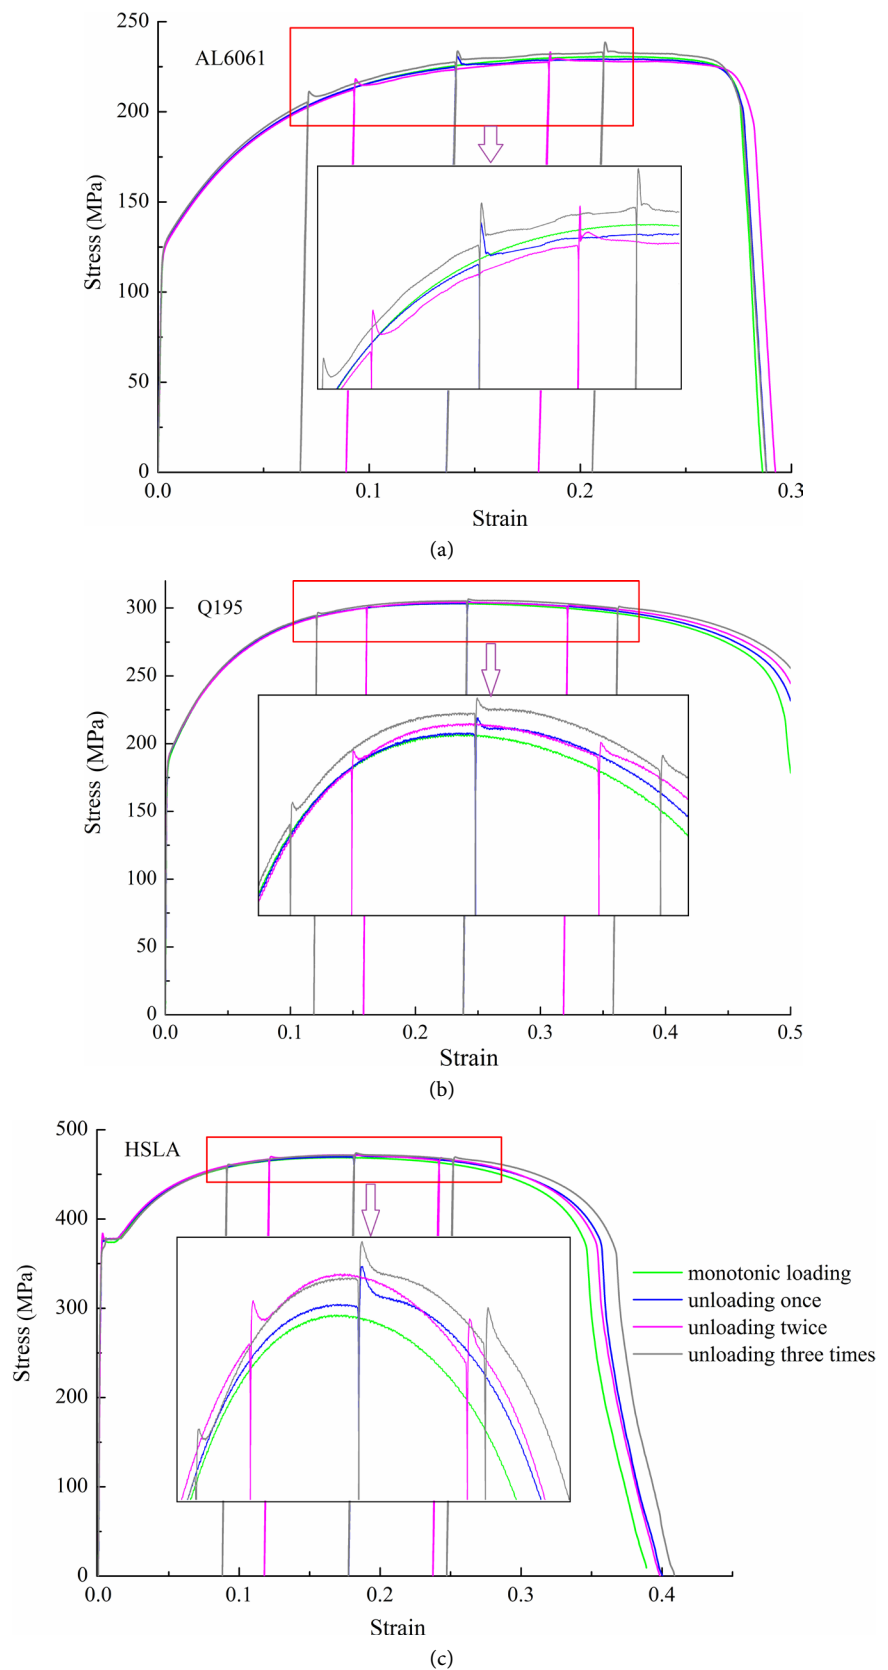 250
AL6061
200
150
Stress (MPa)
100
50
0
0.0
0.1
0.2
0.3
Strain
(a)
300
Q195
250
200
Stress (MPa)
150
100
50
0
0.0
0.1
0.2
0.3
0.4
0.5
Strain
(b)
500
HSLA
400
300
Stress (MPa)
200
100
0
0.0
0.1
0.2
0.3
0.4
Strain
monotonic loading
unloading once
unloading twice
unloading three times
(c)